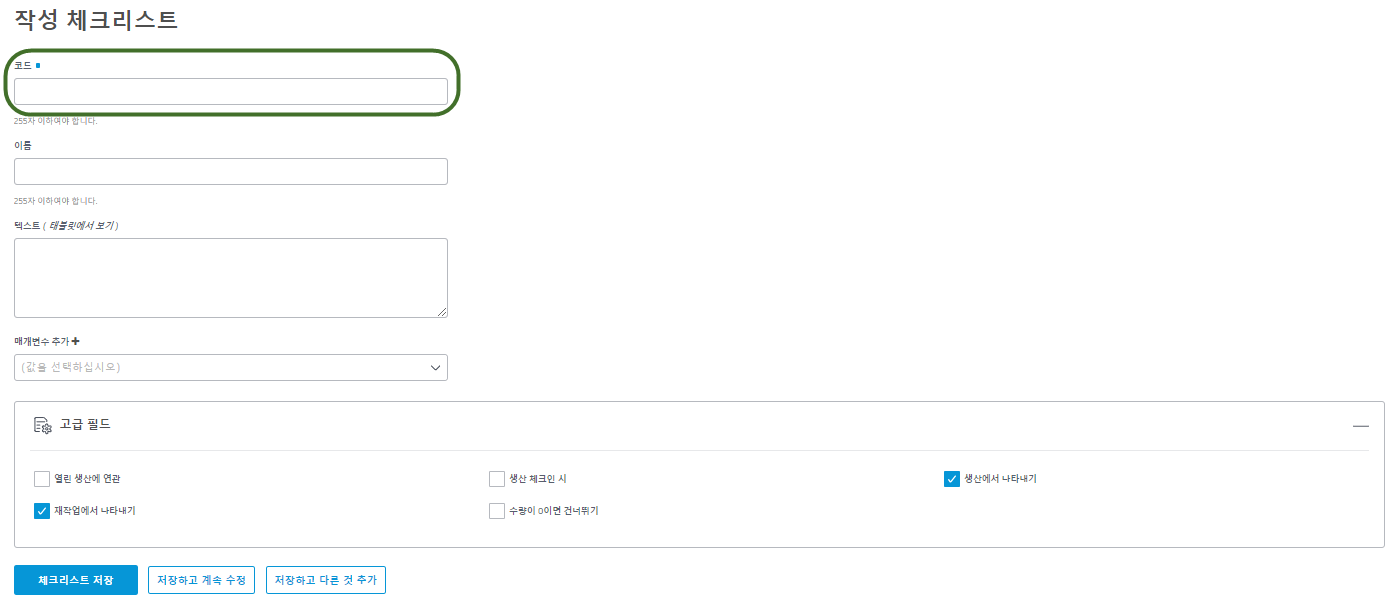 작성 체크리스트
코드
255자 이하여야 합니다.
이름
255자 이하여야 합니다.
텍스트 ( 태블릿에서 보기 )
매개변수 추가
(값을 선택하십시오)
고급 필드
열린 생산에 연관 생산 체크인 시 생산에서 나타내기
재작업에서 나타내기 수량이 0이면 건너뛰기
체크리스트 저장 저장하고 계속 수정 저장하고 다른 것 추가